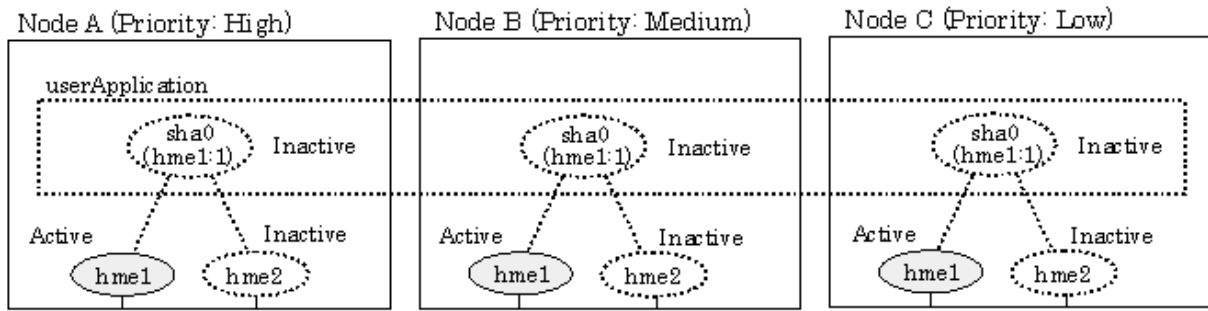 Node A (Priority: High)
Node B (Priority: Medium)
Node C (Priority: Low)
userApplication
sha0
(hme1:1)
Inactive
sha0
(hme1:1)
Inactive
sha0
(hme1:1)
Inactive
Active
Inactive
Active
Inactive
Active
Inactive
hme1
hme2
hme1
hme2
hme1
hme2